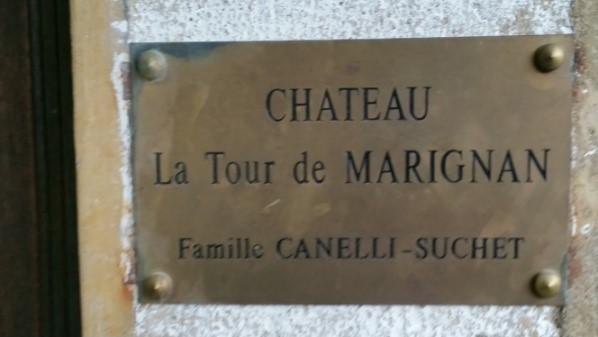 CHATEAU
La Tour de MARIGNAN
Famille CANELLI-SUCHET